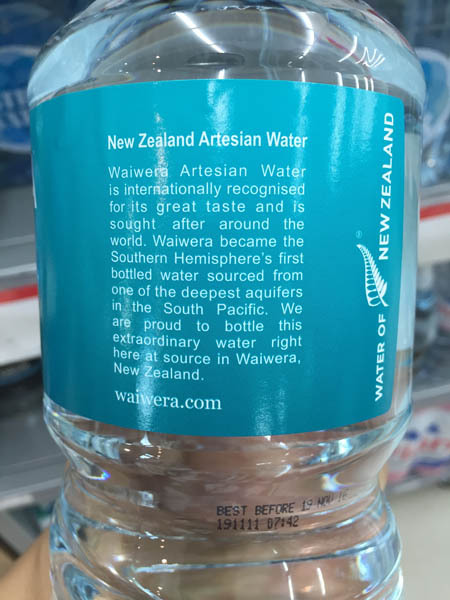 New Zealand Artesian Water
Waiwera Artesian Water
is internationally recognised
for its great taste and is
sought after around the
world. Waiwera became the
Southern Hemisphere's first
bottled water sourced from
one of the deepest aquifers
in the South Pacific. We
are proud to bottle this
extraordinary water right
here at source in Waiwera,
New Zealand.
waiwera.com
WATER OF NEW ZEALAND
®
BEST BEFORE 19 NOV
191111 07:42